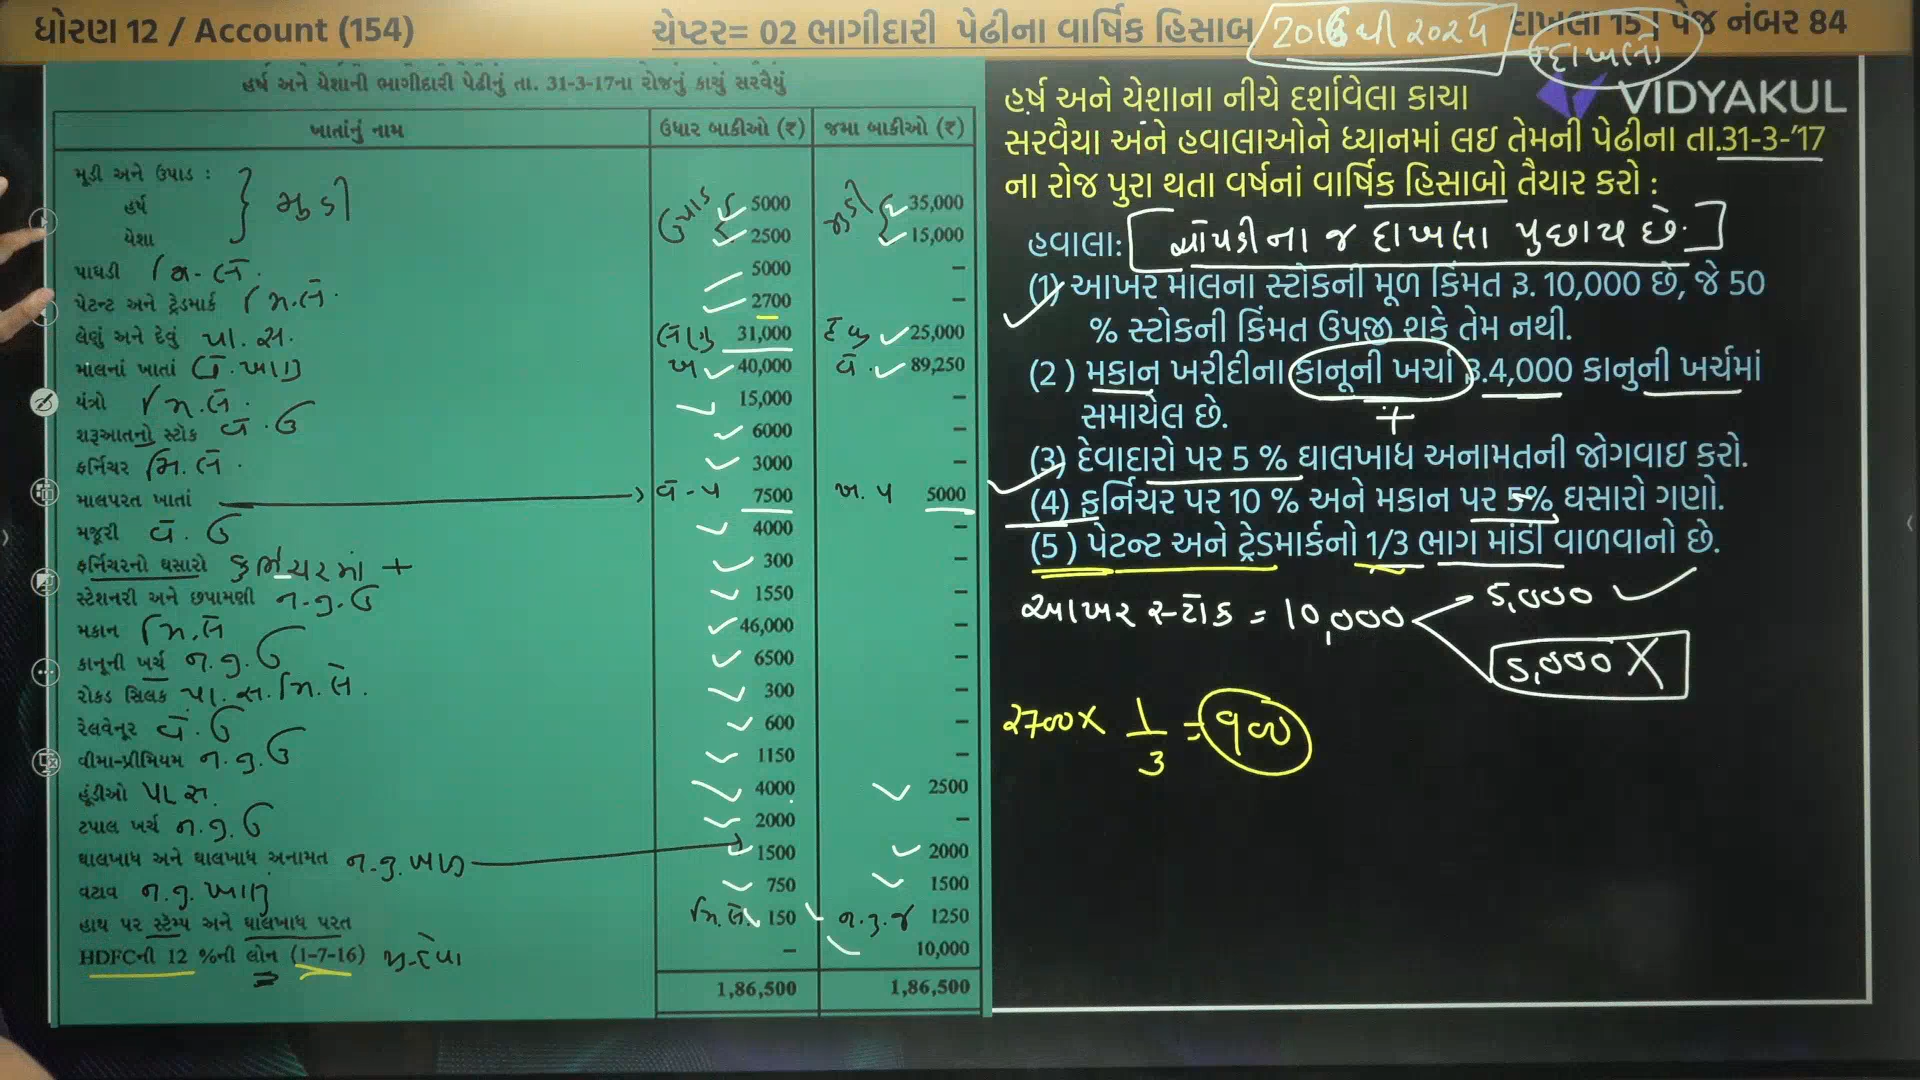 ધોરણ 12 / Account (154)
ચેપ્ટર= 02 ભાગીદારી પેઢીના વાર્ષિક હિસાબ
દાખલા 15 | પેજ નંબર 84
VIDYAKUL
હર્ષ અને યેશાની ભાગીદારી પેઢીનું તા. 31-3-17ના રોજનું કાચું સરવૈયું
ખાતાંનું નામ ઉધાર બાકીઓ (₹) જમા બાકીઓ (₹)
મૂડી અને ઉપાડ :
હર્ષ } મુડી ઉપાડ { 5000 મુડી { 35,000
યેશા 2500 15,000
પાઘડી મિ.લે. 5000 –
પેટન્ટ અને ટ્રેડમાર્ક મિ.લે. 2700 –
લેણું અને દેવું પા. સ. લેણુ 31,000 દેવુ 25,000
માલનાં ખાતાં વે. ખાતુ ખ 40,000 વે. 89,250
યંત્રો મિ.લે. 15,000 –
શરૂઆતનો સ્ટોક વે. ઉ 6000 –
ફર્નિચર મિ.લે. 3000 –
માલપરત ખાતાં વે-પ 7500 ખ. પ 5000
મજૂરી વે. ઉ 4000 –
ફર્નિચરનો ઘસારો ફર્નિચરમાં + 300 –
સ્ટેશનરી અને છપામણી ન.નુ.ઉ 1550 –
મકાન મિ.લે 46,000 –
કાનૂની ખર્ચ ન.નુ.ઉ 6500 –
રોકડ સિલક પા. સ. મિ. લે. 300 –
રેલવેનૂર વે.ઉ 600 –
વીમા-પ્રીમિયમ ન.નુ.ઉ 1150 –
હૂંડીઓ પા સ. 4000 2500
ટપાલ ખર્ચ ન.નુ.ઉ 2000 –
ઘાલખાધ અને ઘાલખાધ અનામત ન.નુ. ખાતુ 1500 2000
વટાવ ન.નુ. ખાતુ 750 1500
હાથ પર સ્ટેમ્પ અને ઘાલખાધ પરત મિ.લે. 150 ન.નુ.જ 1250
HDFCની 12 %ની લોન (1-7-16) મુ-દેવા – 10,000
1,86,500 1,86,500
હર્ષ અને યેશાના નીચે દર્શાવેલા કાચા
સરવૈયા અને હવાલાઓને ધ્યાનમાં લઇ તેમની પેઢીના તા.31-3-'17
ના રોજ પુરા થતા વર્ષનાં વાર્ષિક હિસાબો તૈયાર કરો :
હવાલા: [ચોપડીના જ દાખલા પુછાય છે.]
(1) આખર માલના સ્ટોકની મૂળ કિંમત રૂ. 10,000 છે, જે 50
% સ્ટોકની કિંમત ઉપજી શકે તેમ નથી.
(2 ) મકાન ખરીદીના કાનૂની ખર્ચા રૂ.4,000 કાનુની ખર્ચમાં
સમાયેલ છે. +
(3) દેવાદારો પર 5 % ઘાલખાધ અનામતની જોગવાઇ કરો.
(4) ફર્નિચર પર 10 % અને મકાન પર 5% ઘસારો ગણો.
(5 ) પેટન્ટ અને ટ્રેડમાર્કનો 1/3 ભાગ માંડી વાળવાનો છે.
આખર સ્ટોક = 10,000 5,000
5,000 X
૨૭૦૦ × 1/3 = ૯૦૦